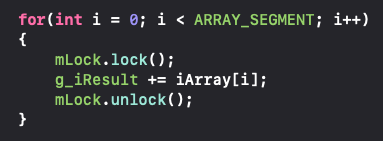 for(int i = 0; i < ARRAY_SEGMENT; i++)
{
    mLock.lock();
    g_iResult += iArray[i];
    mLock.unlock();
}